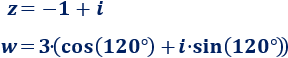 z = −1 + i
w = 3·(cos(120°) + i·sin(120°))